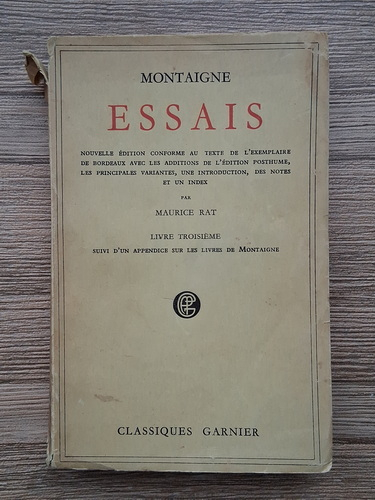 MONTAIGNE
ESSAIS
NOUVELLE ÉDITION CONFORME AU TEXTE DE L'EXEMPLAIRE
DE BORDEAUX AVEC LES ADDITIONS DE L'ÉDITION POSTHUME,
LES PRINCIPALES VARIANTES, UNE INTRODUCTION, DES NOTES
ET UN INDEX
PAR
MAURICE RAT
LIVRE TROISIÈME
SUIVI D'UN APPENDICE SUR LES LIVRES DE MONTAIGNE
CLASSIQUES GARNIER